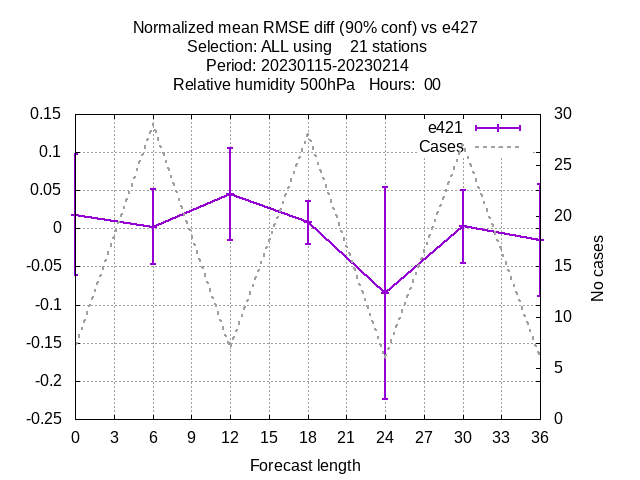 Normalized mean RMSE diff (90% conf) vs e427
Selection: ALL using    21 stations
Period: 20230115-20230214
Relative humidity 500hPa   Hours:  00
0.15
0.1
0.05
0
-0.05
-0.1
-0.15
-0.2
-0.25
30
25
20
15
10
5
0
e421
Cases
No cases
0 3 6 9 12 15 18 21 24 27 30 33 36
Forecast length